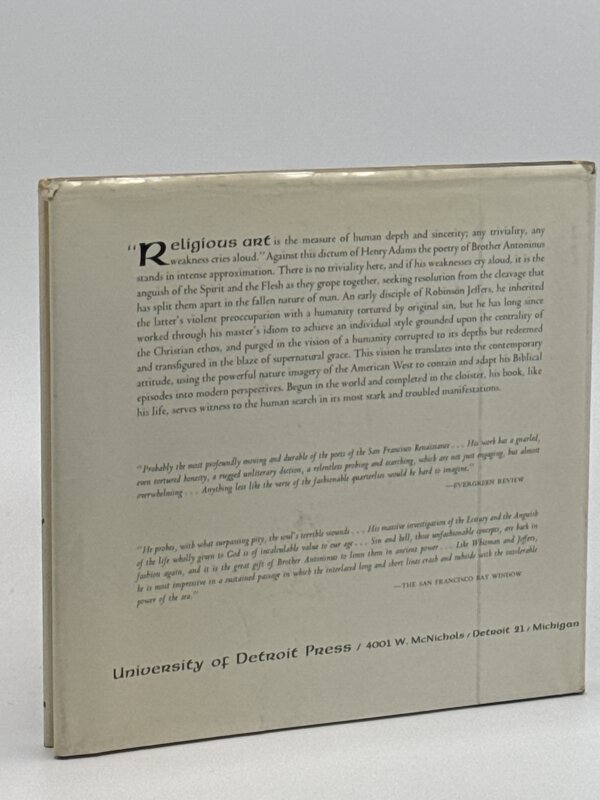 "Religious art is the measure of human depth and sincerity; any triviality, any
weakness cries aloud." Against this dictum of Henry Adams the poetry of Brother Antoninus
stands in intense approximation. There is no triviality here, and if his weaknesses cry aloud, it is the
anguish of the Spirit and the Flesh as they grope together, seeking resolution from the cleavage that
has split them apart in the fallen nature of man. An early disciple of Robinson Jeffers, he inherited
the latter's violent preoccupation with a humanity tortured by original sin, but he has long since
worked through his master's idiom to achieve an individual style grounded upon the centrality of
the Christian ethos, and purged in the vision of a humanity corrupted to its depths but redeemed
and transfigured in the blaze of supernatural grace. This vision he translates into the contemporary
attitude, using the powerful nature imagery of the American West to contain and adapt his Biblical
episodes into modern perspectives. Begun in the world and completed in the cloister, his book, like
his life, serves witness to the human search in its most stark and troubled manifestations.
"Probably the most profoundly moving and durable of the poets of the San Francisco Renaissance . . . His work has a gnarled,
even tortured honesty, a rugged unliterary diction, a relentless probing and searching, which are not just engaging, but almost
overwhelming . . . Anything less like the verse of the fashionable quarterlies would be hard to imagine."
—EVERGREEN REVIEW
"He probes, with what surpassing pity, the soul's terrible wounds . . . His massive investigation of the Ecstasy and the Anguish
of the life wholly given to God is of incalculable value to our age . . . Sin and hell, those unfashionable concepts, are back in
fashion again, and it is the great gift of Brother Antoninus to limn them in ancient power . . . Like Whitman and Jeffers,
he is most impressive in a sustained passage in which the interlaced long and short lines crash and subside with the inexorable
power of the sea."
—THE SAN FRANCISCO BAY WINDOW
University of Detroit Press / 4001 W. McNichols / Detroit 21 / Michigan